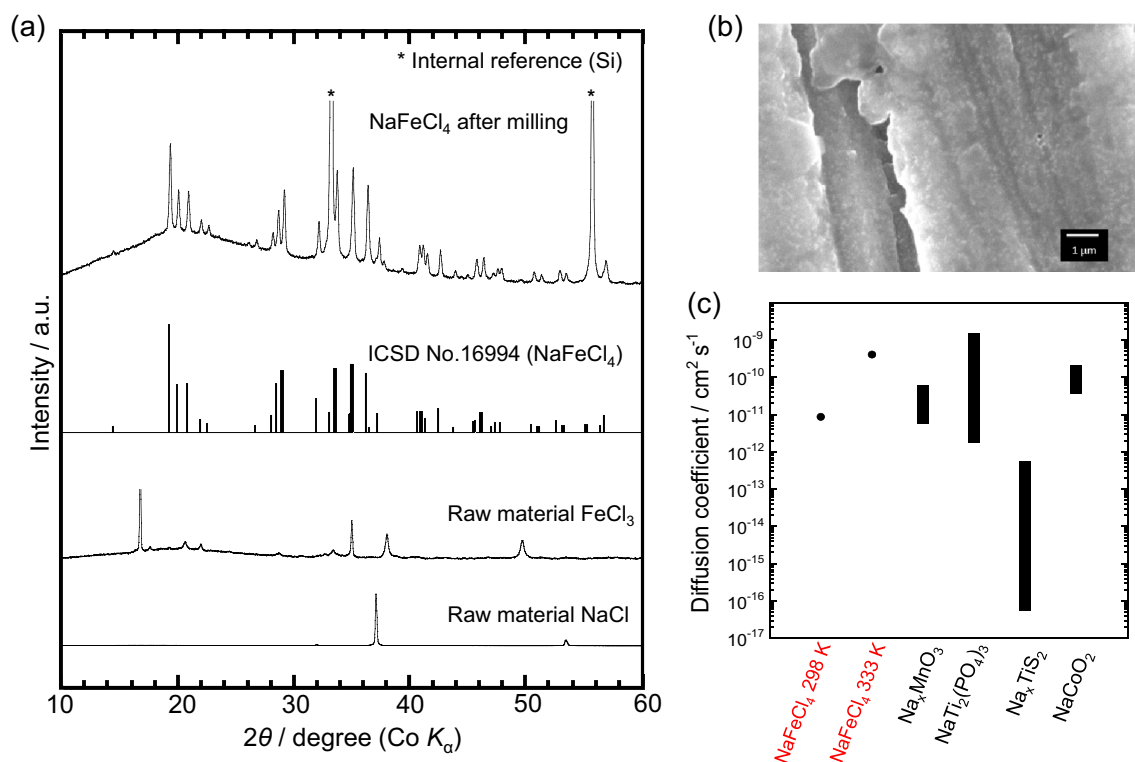 (a)
* Internal reference (Si)
*
*
NaFeCl₄ after milling
ICSD No.16994 (NaFeCl₄)
Raw material FeCl₃
Raw material NaCl
Intensity / a.u.
10 20 30 40 50 60
2θ / degree (Co Kα)
(b)
1 μm
(c)
Diffusion coefficient / cm² s⁻¹
10⁻⁹
10⁻¹⁰
10⁻¹¹
10⁻¹²
10⁻¹³
10⁻¹⁴
10⁻¹⁵
10⁻¹⁶
10⁻¹⁷
NaFeCl₄ 298 K
NaFeCl₄ 333 K
NaₓMnO₃
NaTi₂(PO₄)₃
NaₓTiS₂
NaCoO₂